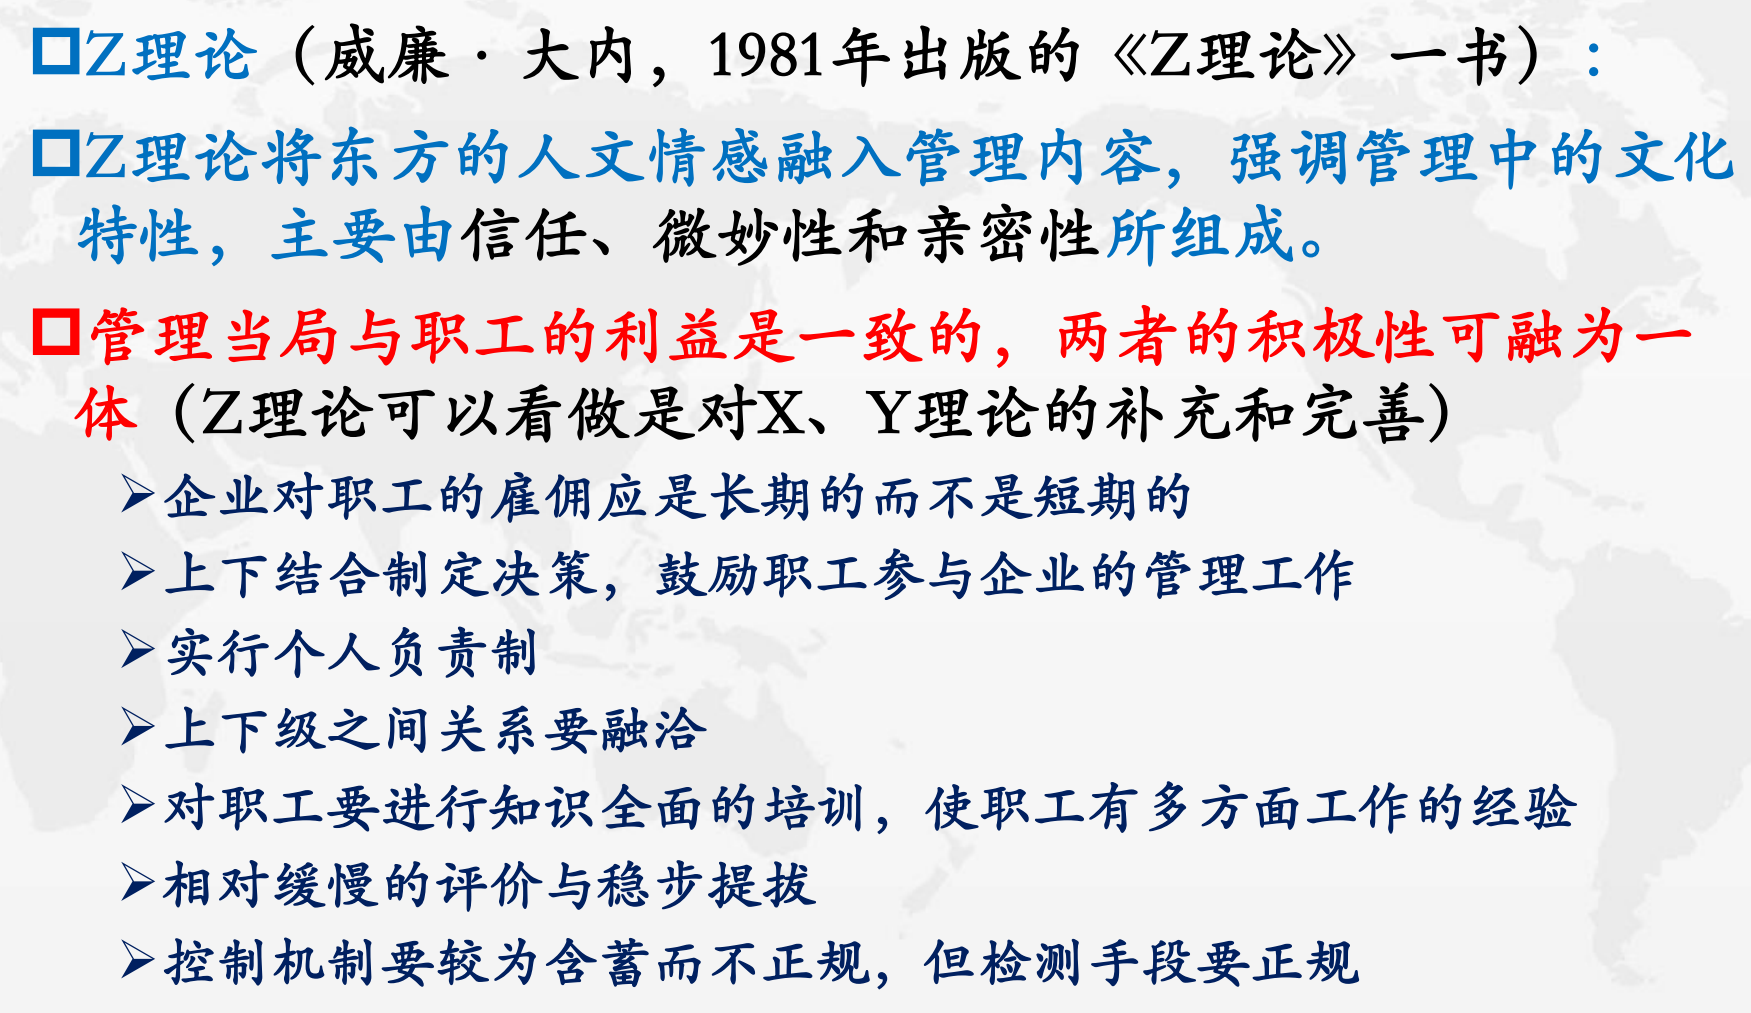 Z理论（威廉·大内，1981年出版的《Z理论》一书）：
Z理论将东方的人文情感融入管理内容，强调管理中的文化
特性，主要由信任、微妙性和亲密性所组成。
管理当局与职工的利益是一致的，两者的积极性可融为一
体（Z理论可以看做是对X、Y理论的补充和完善）
企业对职工的雇佣应是长期的而不是短期的
上下结合制定决策，鼓励职工参与企业的管理工作
实行个人负责制
上下级之间关系要融洽
对职工要进行知识全面的培训，使职工有多方面工作的经验
相对缓慢的评价与稳步提拔
控制机制要较为含蓄而不正规，但检测手段要正规